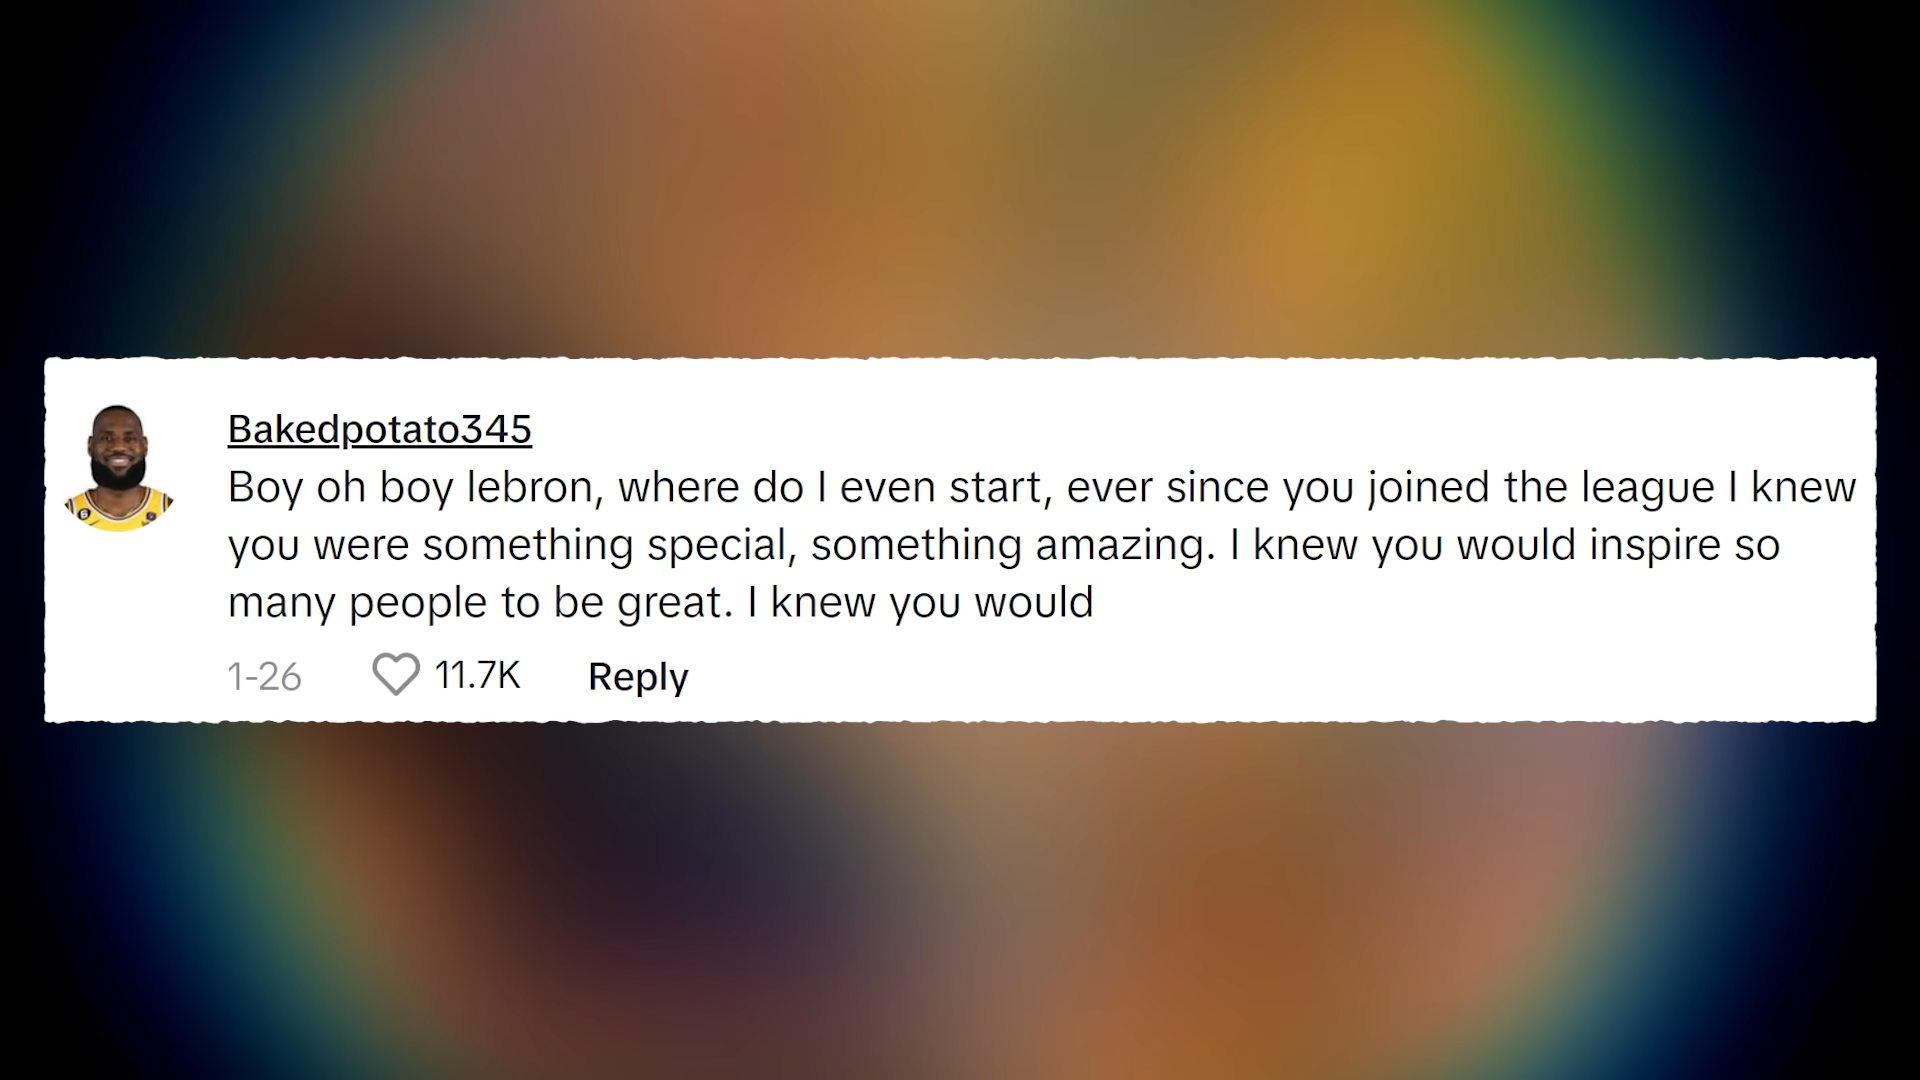 Bakedpotato345
Boy oh boy lebron, where do I even start, ever since you joined the league I knew
you were something special, something amazing. I knew you would inspire so
many people to be great. I knew you would
1-26 11.7K Reply
6